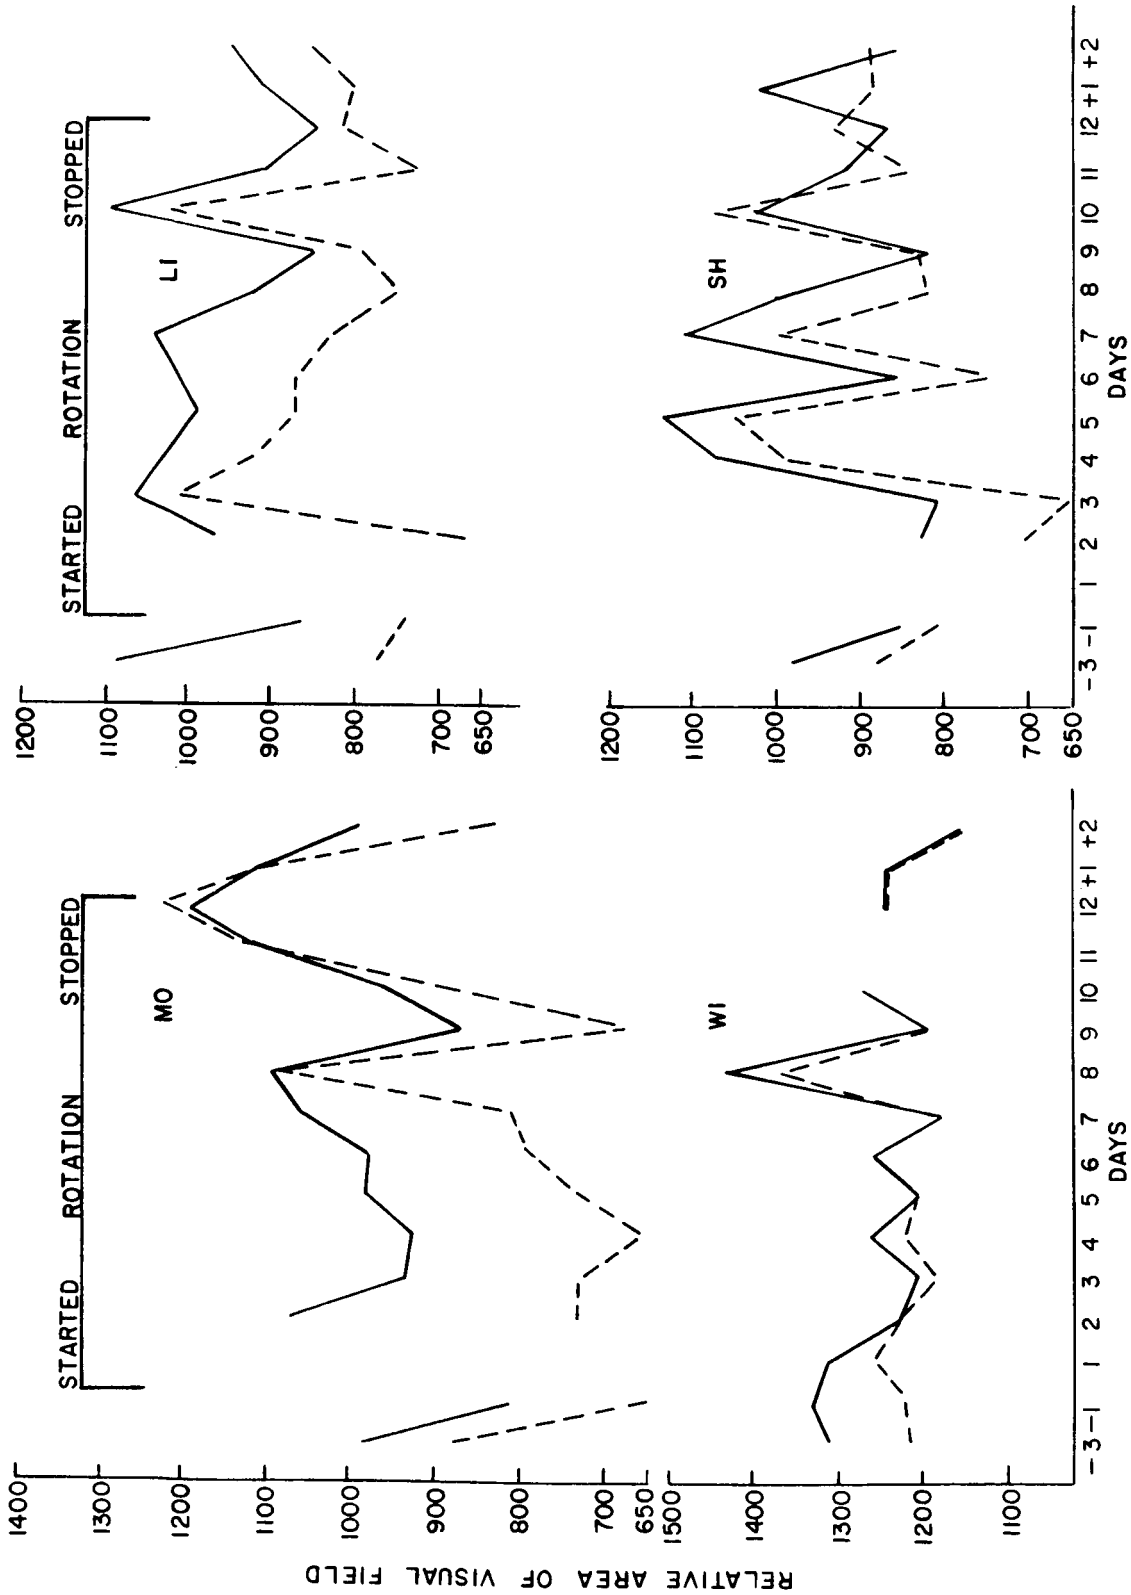 STARTED ROTATION STOPPED
MO
1400
1300
1200
1100
1000
900
800
700
650
STARTED ROTATION STOPPED
LI
1200
1100
1000
900
800
700
650
WI
1500
1400
1300
1200
1100
-3 -1 1 2 3 4 5 6 7 8 9 10 11 12 +1 +2
DAYS
SH
1200
1100
1000
900
800
650
-3 -1 1 2 3 4 5 6 7 8 9 10 11 12 +1 +2
DAYS
RELATIVE AREA OF VISUAL FIELD